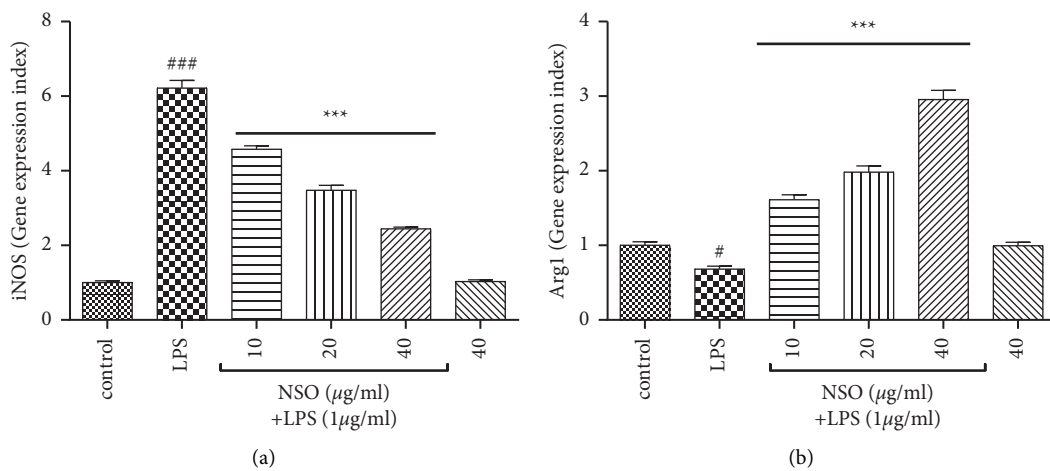 iNOS (Gene expression index)
8
6
4
2
0
###
***
control
LPS
10
20
40
40
NSO (μg/ml)
+LPS (1μg/ml)
(a)
Arg1 (Gene expression index)
4
3
2
1
0
#
***
control
LPS
10
20
40
40
NSO (μg/ml)
+LPS (1μg/ml)
(b)